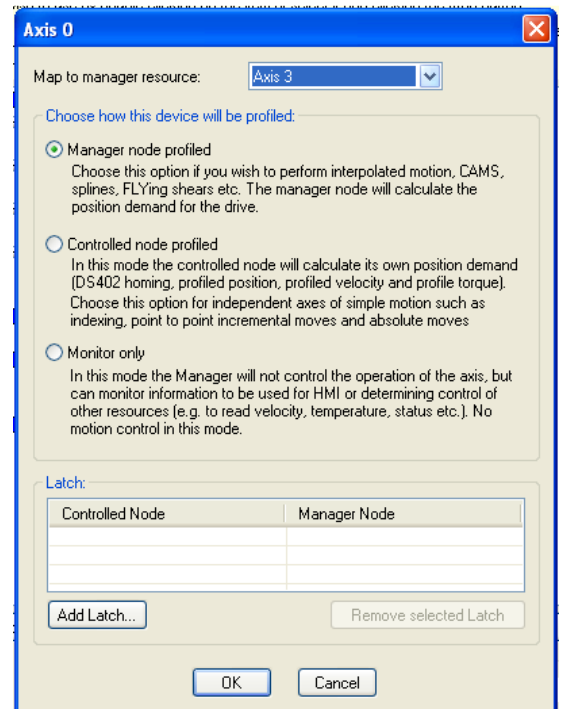 Axis 0
Map to manager resource:
Axis 3
Choose how this device will be profiled:
Manager node profiled
Choose this option if you wish to perform interpolated motion, CAMS,
splines, FLYing shears etc. The manager node will calculate the
position demand for the drive.
Controlled node profiled
In this mode the controlled node will calculate its own position demand
(DS402 homing, profiled position, profiled velocity and profile torque).
Choose this option for independent axes of simple motion such as
indexing, point to point incremental moves and absolute moves
Monitor only
In this mode the Manager will not control the operation of the axis, but
can monitor information to be used for HMI or determining control of
other resources (e.g. to read velocity, temperature, status etc.). No
motion control in this mode.
Latch:
Controlled Node Manager Node
Add Latch... Remove selected Latch
OK Cancel